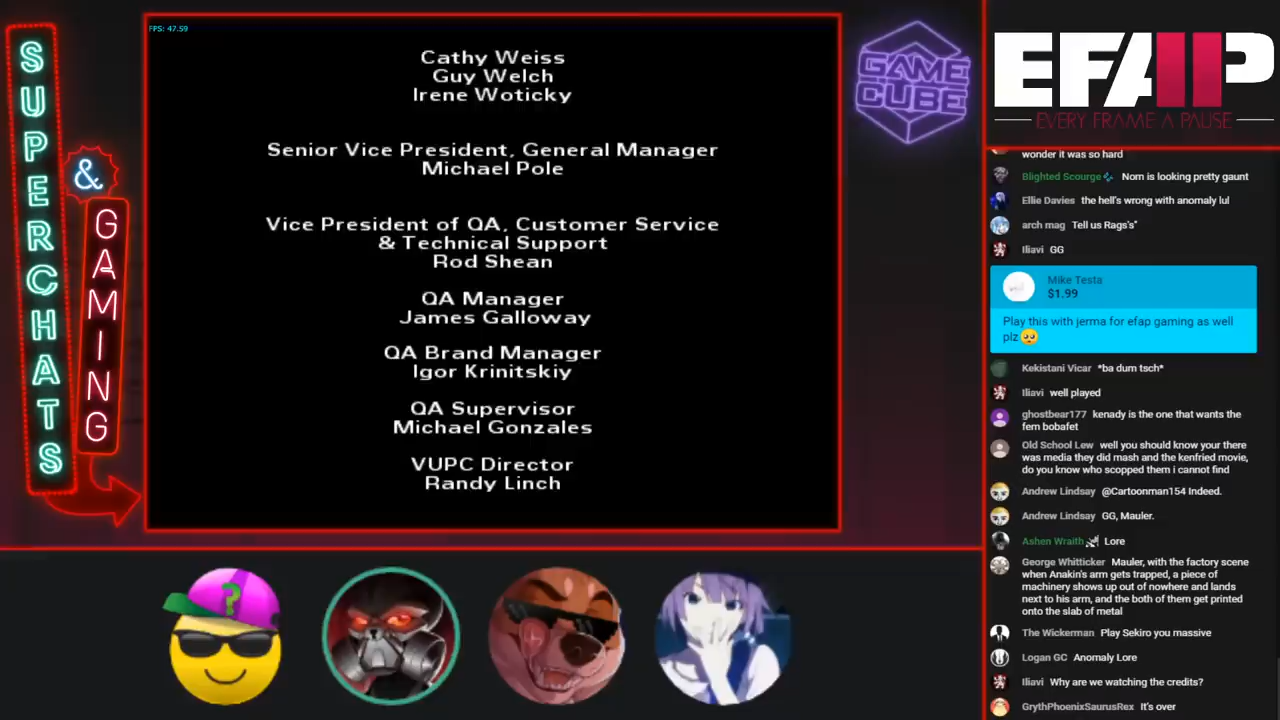 SUPERCHATS
&
GAMING
FPS: 47.59
Cathy Weiss
Guy Welch
Irene Woticky
Senior Vice President, General Manager
Michael Pole
Vice President of QA, Customer Service
& Technical Support
Rod Shean
QA Manager
James Galloway
QA Brand Manager
Igor Krinitskiy
QA Supervisor
Michael Gonzales
VUPC Director
Randy Linch
GAME
CUBE
?
EFAP
EVERY FRAME A PAUSE
wonder it was so hard
Blighted Scourge Nom is looking pretty gaunt
Ellie Davies the hell's wrong with anomaly lul
arch mag Tell us Rags's"
Iliavi GG
Mike Testa
$1.99
Play this with jerma for efap gaming as well
plz
Kekistani Vicar *ba dum tsch*
Iliavi well played
ghostbear177 kenady is the one that wants the
fem bobafet
Old School Lew well you should know your there
was media they did mash and the kenfried movie,
do you know who scopped them i cannot find
Andrew Lindsay @Cartoonman154 Indeed.
Andrew Lindsay GG, Mauler.
Ashen Wraith Lore
George Whitticker Mauler, with the factory scene
when Anakin's arm gets trapped, a piece of
machinery shows up out of nowhere and lands
next to his arm, and the both of them get printed
onto the slab of metal
The Wickerman Play Sekiro you massive
Logan GC Anomaly Lore
Iliavi Why are we watching the credits?
GrythPhoenixSaurusRex It's over